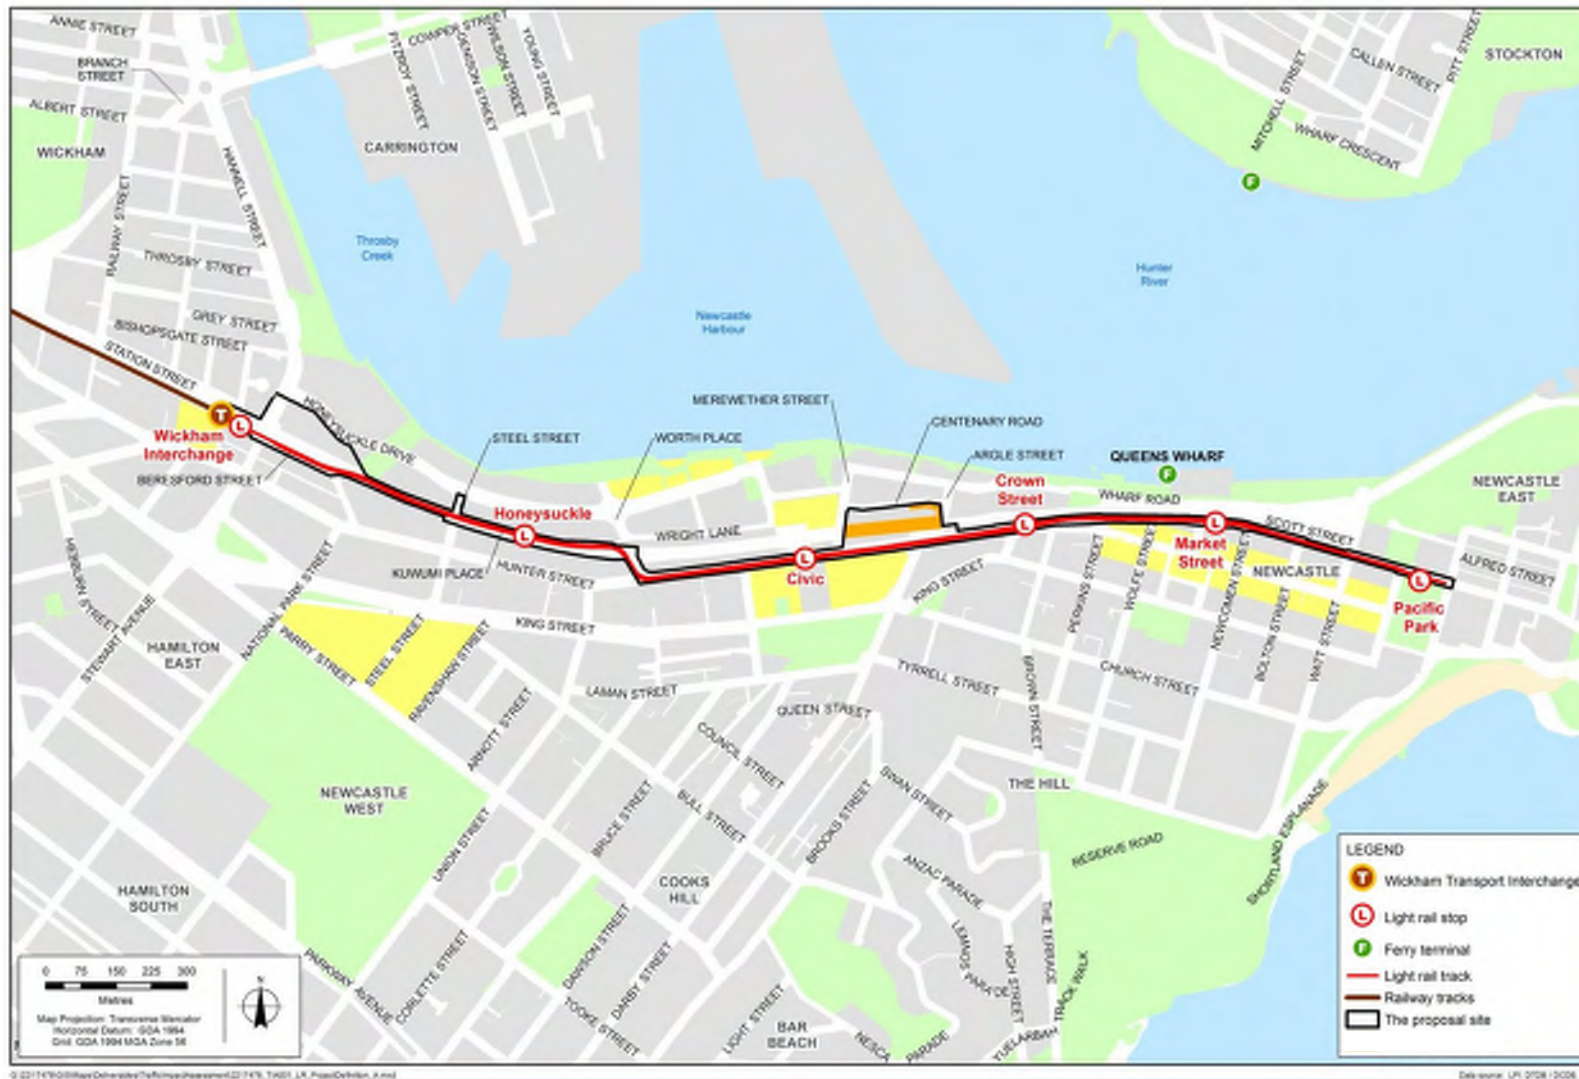 ANNIE STREET
COWPER STREET
FITZROY STREET
DENISON STREET
WILSON STREET
YOUNG STREET
BRANCH
STREET
ALBERT STREET
WICKHAM
CARRINGTON
HANNELL STREET
RAILWAY STREET
THROSBY STREET
Throsby
Creek
GREY STREET
BISHOPSGATE STREET
STATION STREET
Newcastle
Harbour
Hunter
River
STOCKTON
PITT STREET
CALLEN STREET
MITCHELL STREET
WHARF CRESCENT
F
T
L
Wickham
Interchange
HONEYSUCKLE DRIVE
BERESFORD STREET
STEEL STREET
WORTH PLACE
MEREWETHER STREET
CENTENARY ROAD
ARGLE STREET
QUEENS WHARF
F
WHARF ROAD
Crown
Street
L
Honeysuckle
L
WRIGHT LANE
KUWUMI PLACE
HUNTER STREET
L
Civic
KING STREET
L
Market
Street
SCOTT STREET
NEWCASTLE
EAST
ALFRED STREET
NEWCASTLE
L
Pacific
Park
PERKINS STREET
WOLFE STREET
NEWCOMEN STREET
BOLTON STREET
WATT STREET
HEBBURN STREET
STEWART AVENUE
NATIONAL PARK STREET
HAMILTON
EAST
PARRY STREET
STEEL STREET
RAVENSHAW STREET
KING STREET
ARNOTT STREET
LAMAN STREET
QUEEN STREET
TYRRELL STREET
BROWN STREET
CHURCH STREET
COUNCIL STREET
BULL STREET
SWAN STREET
THE HILL
NEWCASTLE
WEST
UNION STREET
BRUCE STREET
BROOKS STREET
RESERVE ROAD
SHORTLAND ESPLANADE
ANZAC PARADE
HAMILTON
SOUTH
COOKS
HILL
LEMNOS PARADE
HIGH STREET
THE TERRACE
TRACK WALK
PARKWAY AVENUE
CORLETTE STREET
DAWSON STREET
DARBY STREET
TOOKE STREET
LIGHT STREET
BAR
BEACH
NESCA PARADE
YUELARBAH
0 75 150 225 300
Metres
Map Projection: Transverse Mercator
Horizontal Datum: GDA 1994
Grid: GDA 1994 MGA Zone 56
N
LEGEND
T Wickham Transport Interchange
L Light rail stop
F Ferry terminal
Light rail track
Railway tracks
The proposal site